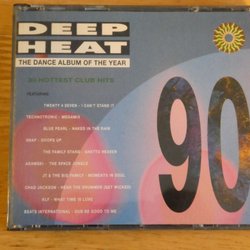 DEEP
HEAT
THE DANCE ALBUM OF THE YEAR
30 HOTTEST CLUB HITS
FEATURING
TWENTY 4 SEVEN - I CAN'T STAND IT
TECHNOTRONIC - MEGAMIX
BLUE PEARL - NAKED IN THE RAIN
SNAP - OOOPS UP
THE FAMILY STAND - GHETTO HEAVEN
ADAMSKI - THE SPACE JUNGLE
JT & THE BIG FAMILY - MOMENTS IN SOUL
CHAD JACKSON - HEAR THE DRUMMER (GET WICKED)
KLF - WHAT TIME IS LOVE
BEATS INTERNATIONAL - DUB BE GOOD TO ME
90